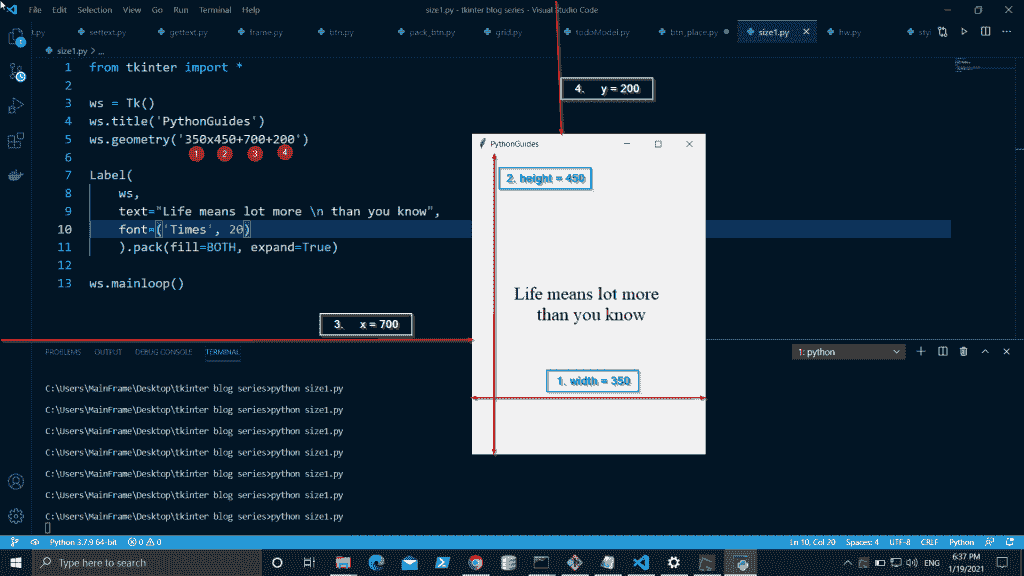 File Edit Selection View Go Run Terminal Help
size1.py - tkinter blog series - Visual Studio Code
t.py settext.py gettext.py frame.py btn.py pack_btn.py grid.py todoModel.py btn_place.py size1.py hw.py
size1.py > ...
1 from tkinter import *
2
3 ws = Tk()
4 ws.title('PythonGuides')
5 ws.geometry('350x450+700+200')
1 2 3 4
6
7 Label(
8 ws,
9 text="Life means lot more \n than you know",
10 font=('Times', 20)
11 ).pack(fill=BOTH, expand=True)
12
13 ws.mainloop()
4. y = 200
PythonGuides
2. height = 450
Life means lot more
than you know
3. x = 700
1. width = 350
PROBLEMS OUTPUT DEBUG CONSOLE TERMINAL
1: python
C:\Users\MainFrame\Desktop\tkinter blog series>python size1.py
C:\Users\MainFrame\Desktop\tkinter blog series>python size1.py
C:\Users\MainFrame\Desktop\tkinter blog series>python size1.py
C:\Users\MainFrame\Desktop\tkinter blog series>python size1.py
C:\Users\MainFrame\Desktop\tkinter blog series>python size1.py
C:\Users\MainFrame\Desktop\tkinter blog series>python size1.py
C:\Users\MainFrame\Desktop\tkinter blog series>python size1.py
Python 3.7.9 64-bit 0 0
Ln 10, Col 20 Spaces: 4 UTF-8 CRLF Python
Type here to search
ENG
6:37 PM
1/19/2021